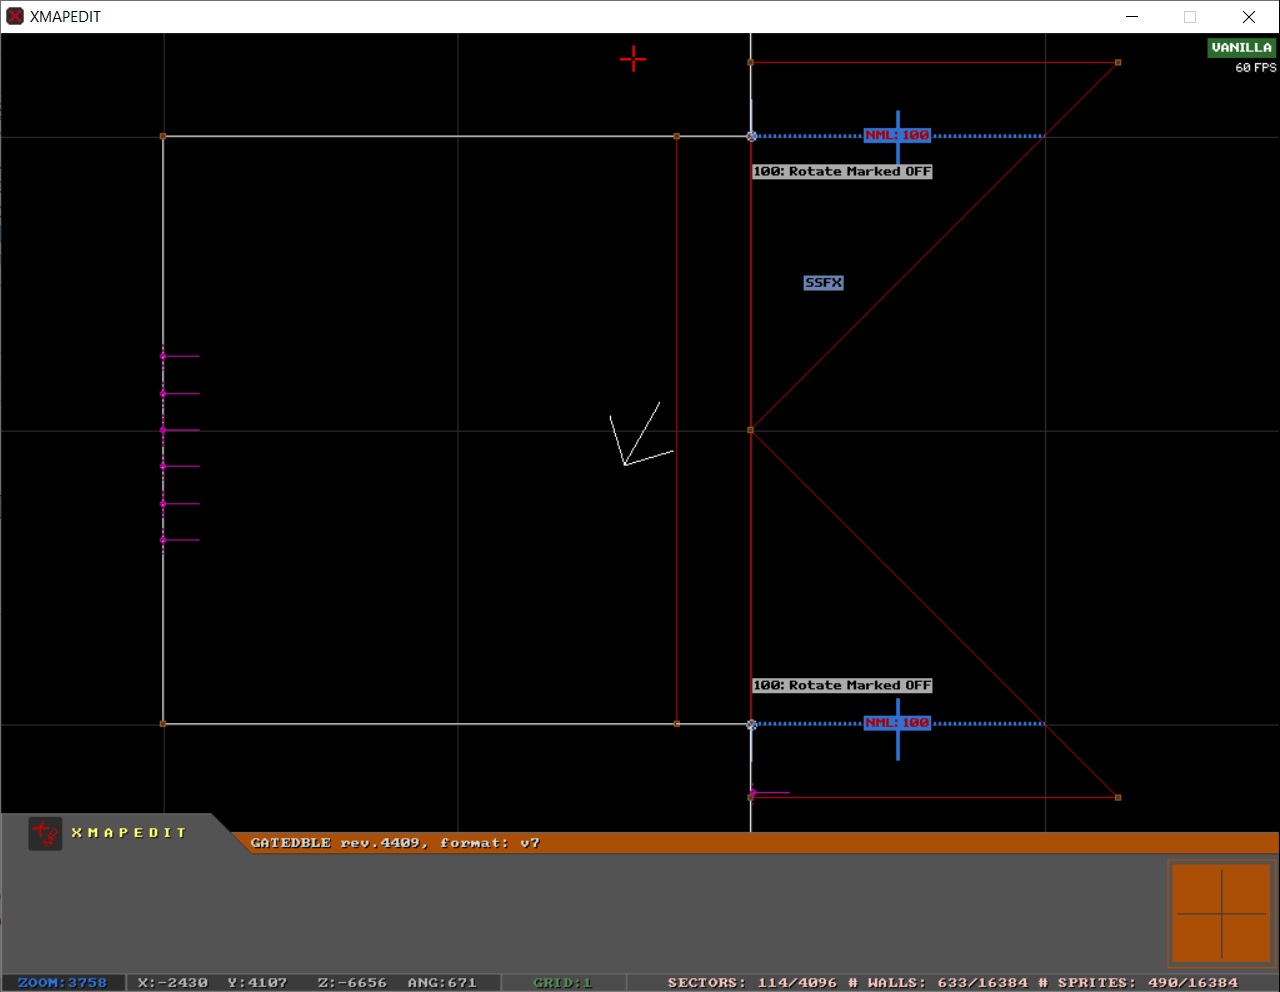 XMAPEDIT
VANILLA
60 FPS
NML: 100
100: Rotate Marked OFF
SSFX
100: Rotate Marked OFF
NML: 100
XMAPEDIT
GATEDBLE rev.4409, format: v7
ZOOM:3758 X:-2430 Y:4107 Z:-6656 ANG:671 GRID:1 SECTORS: 114/4096 # WALLS: 633/16384 # SPRITES: 490/16384